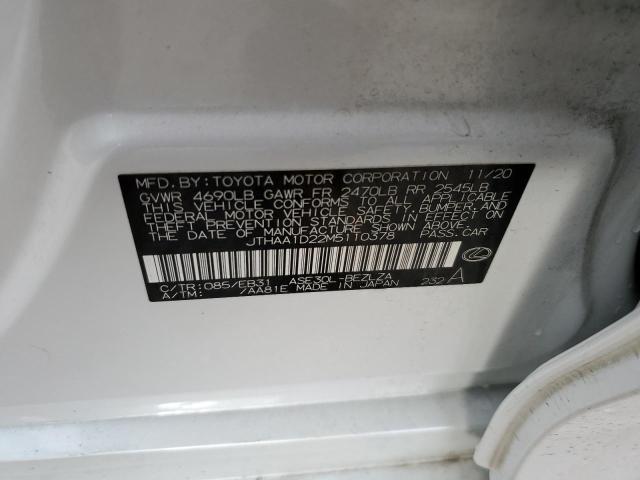 MFD. BY: TOYOTA MOTOR CORPORATION 11/20
GVWR 4690LB GAWR FR 2470LB RR 2545LB
THIS VEHICLE CONFORMS TO ALL APPLICABLE
FEDERAL MOTOR VEHICLE SAFETY, BUMPER, AND
THEFT PREVENTION STANDARDS IN EFFECT ON
THE DATE OF MANUFACTURE SHOWN ABOVE.
JTHAA1D22M5110378 PASS.CAR
C/TR: 085/EB31 ASE30L-BEZLZA
A/TM: /AA81E MADE IN JAPAN 232 A